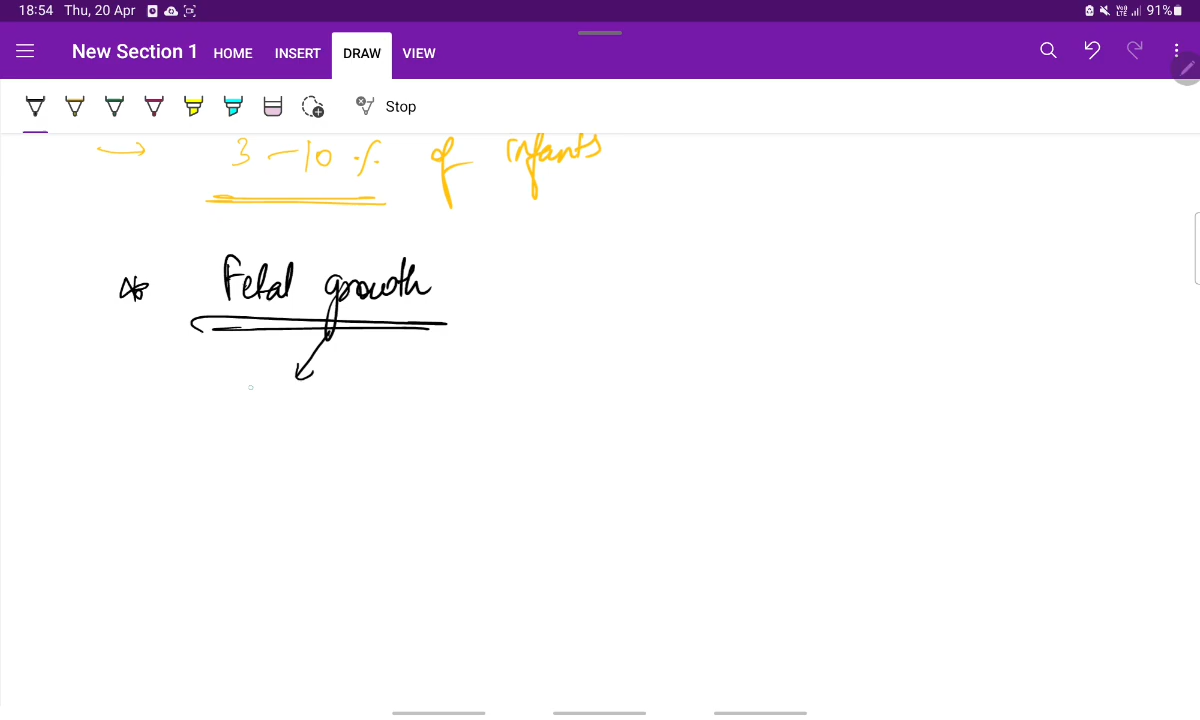 18:54 Thu, 20 Apr 91%
New Section 1 HOME INSERT DRAW VIEW
Stop
→ 3-10 % of infants
* Fetal growth